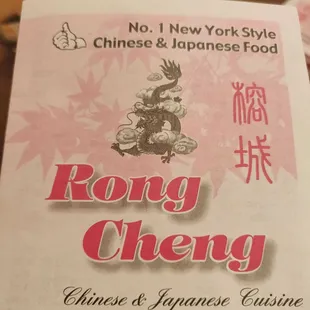 No. 1 New York Style
Chinese & Japanese Food
榕城
Rong
Cheng
Chinese & Japanese Cuisine